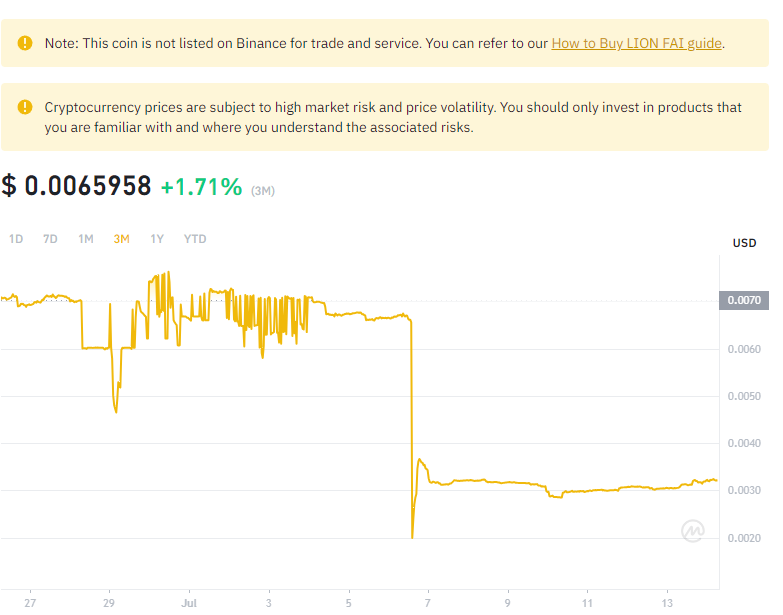 Note: This coin is not listed on Binance for trade and service. You can refer to our How to Buy LION FAI guide.
Cryptocurrency prices are subject to high market risk and price volatility. You should only invest in products that
you are familiar with and where you understand the associated risks.
$ 0.0065958 +1.71% (3M)
1D 7D 1M 3M 1Y YTD
USD
0.0070
0.0060
0.0050
0.0040
0.0030
0.0020
27 29 Jul 3 5 7 9 11 13